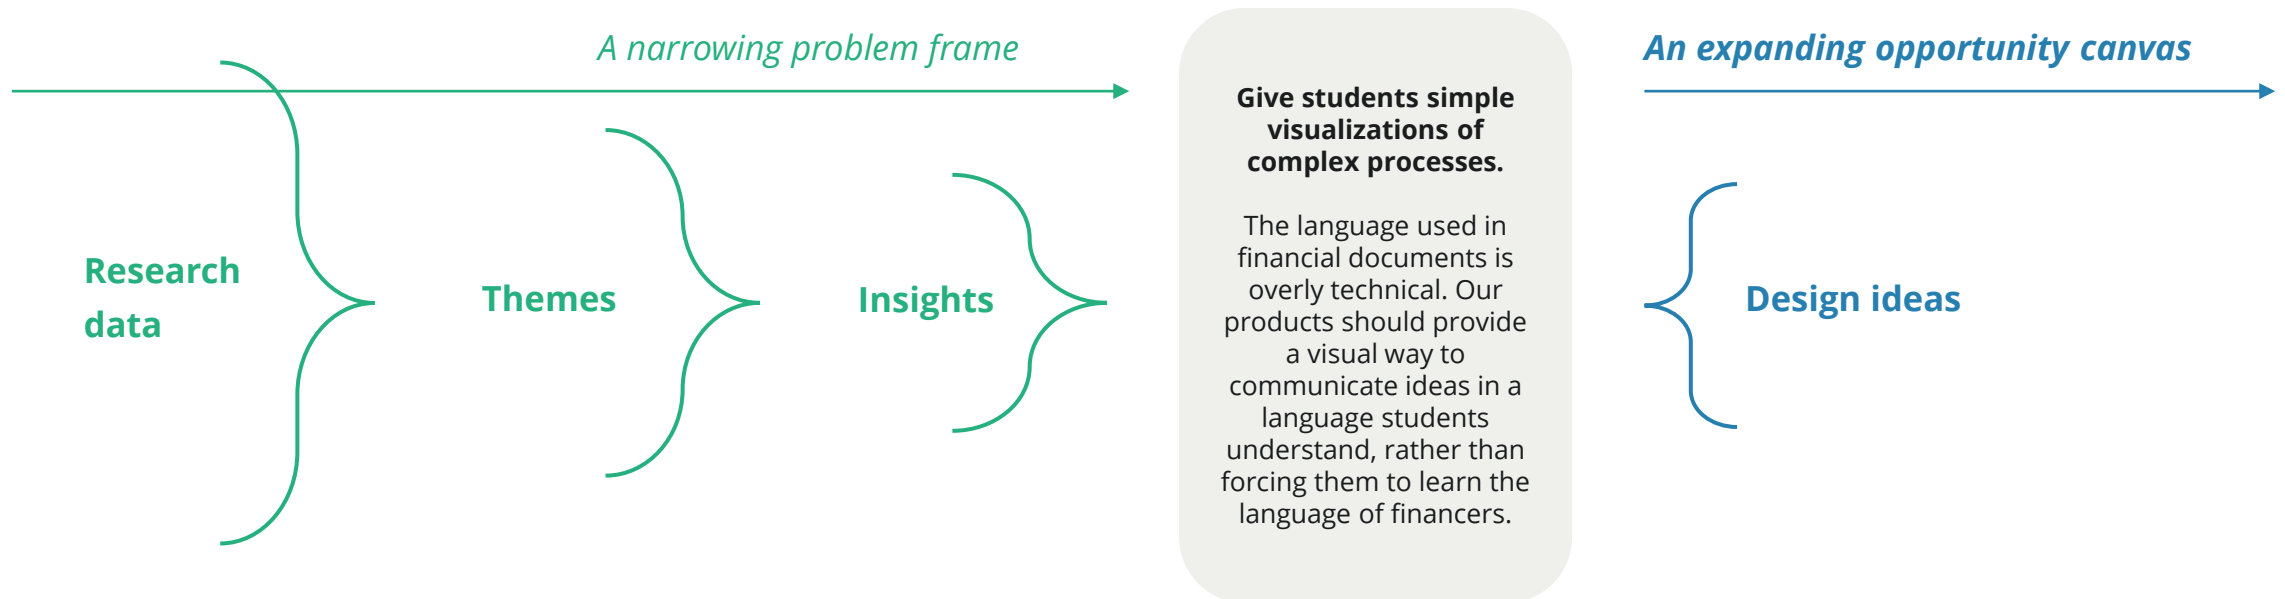 A narrowing problem frame
Research
data
Themes
Insights
Give students simple
visualizations of
complex processes.
The language used in
financial documents is
overly technical. Our
products should provide
a visual way to
communicate ideas in a
language students
understand, rather than
forcing them to learn the
language of financers.
An expanding opportunity canvas
Design ideas